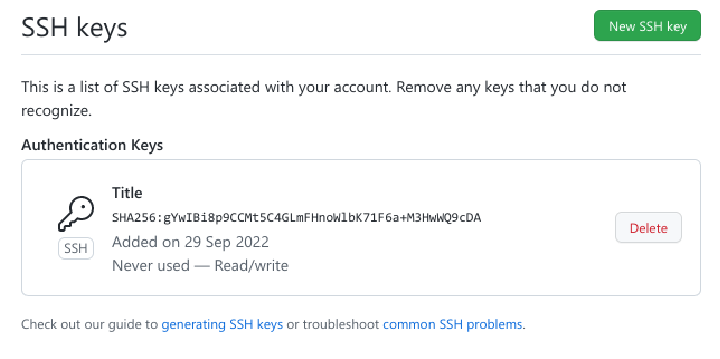 SSH keys
New SSH key
This is a list of SSH keys associated with your account. Remove any keys that you do not
recognize.
Authentication Keys
Title
SHA256:gYwIBi8p9CCMt5C4GLmFHnoWlbK71F6a+M3HwWQ9cDA
SSH
Added on 29 Sep 2022
Never used — Read/write
Delete
Check out our guide to generating SSH keys or troubleshoot common SSH problems.